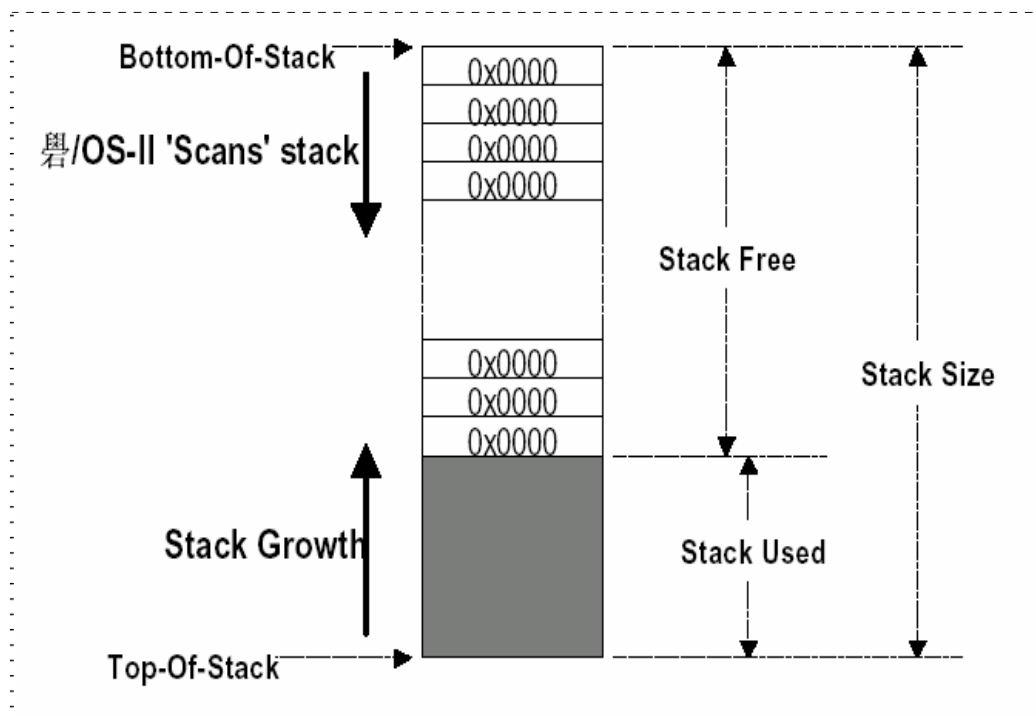 Bottom-Of-Stack
0x0000
0x0000
礐/OS-II 'Scans' stack
0x0000
0x0000
Stack Free
0x0000
Stack Size
0x0000
0x0000
Stack Growth
Stack Used
Top-Of-Stack